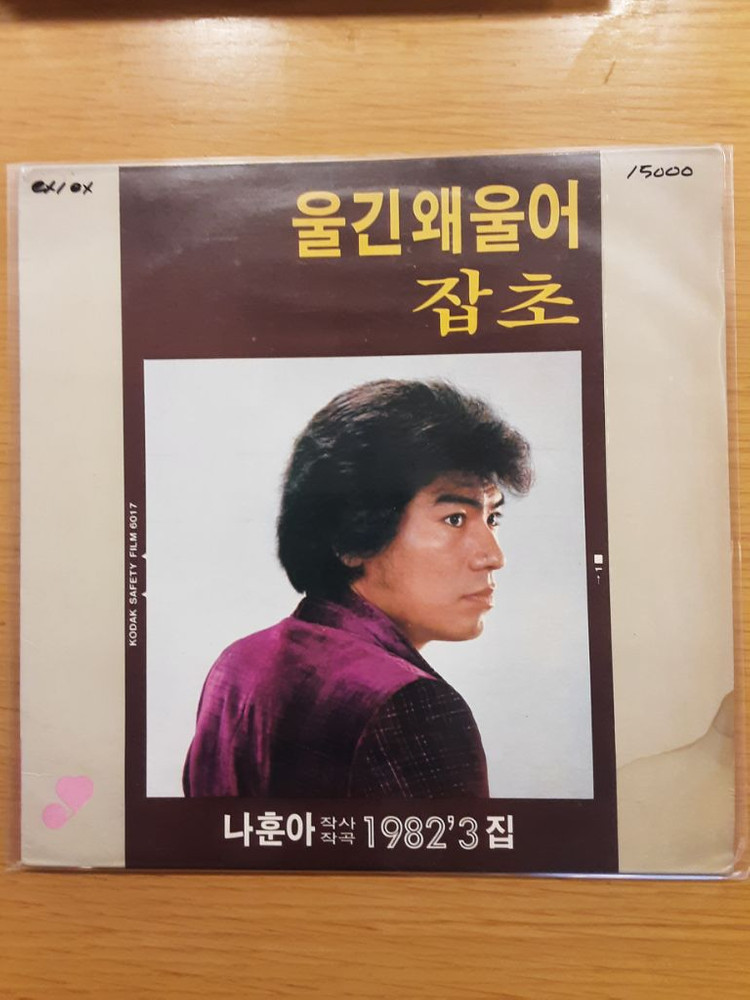 ex/ex
15000
울긴왜울어
잡초
KODAK SAFETY FILM 6017
→1
나훈아 작사 작곡 1982'3 집